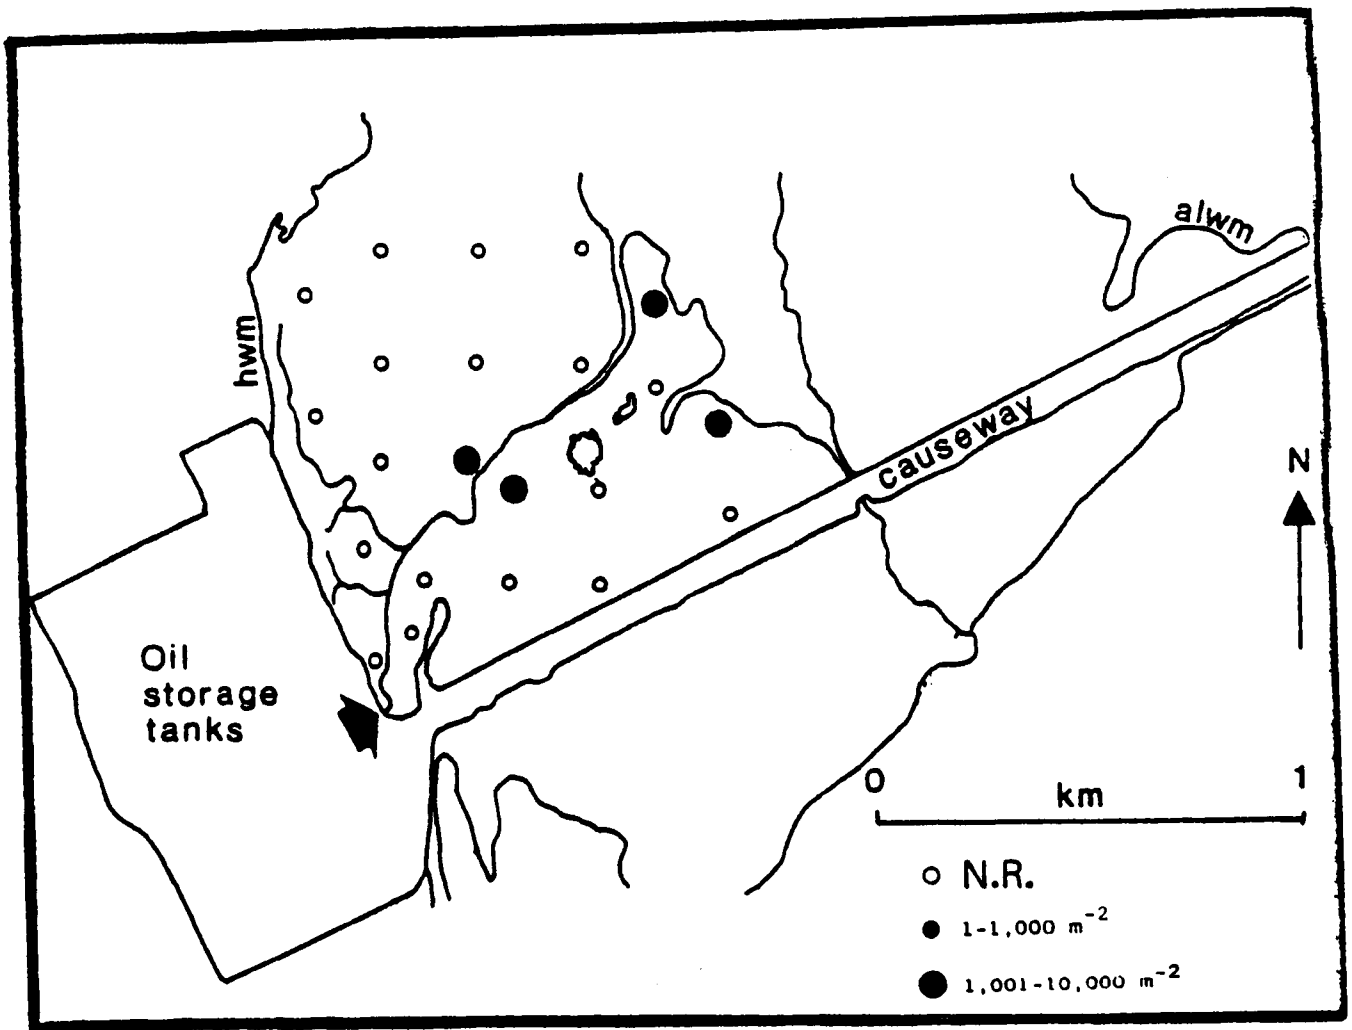 alwm
hwm
causeway
N
Oil
storage
tanks
0 1
km
N.R.
1-1,000 m⁻²
1,001-10,000 m⁻²